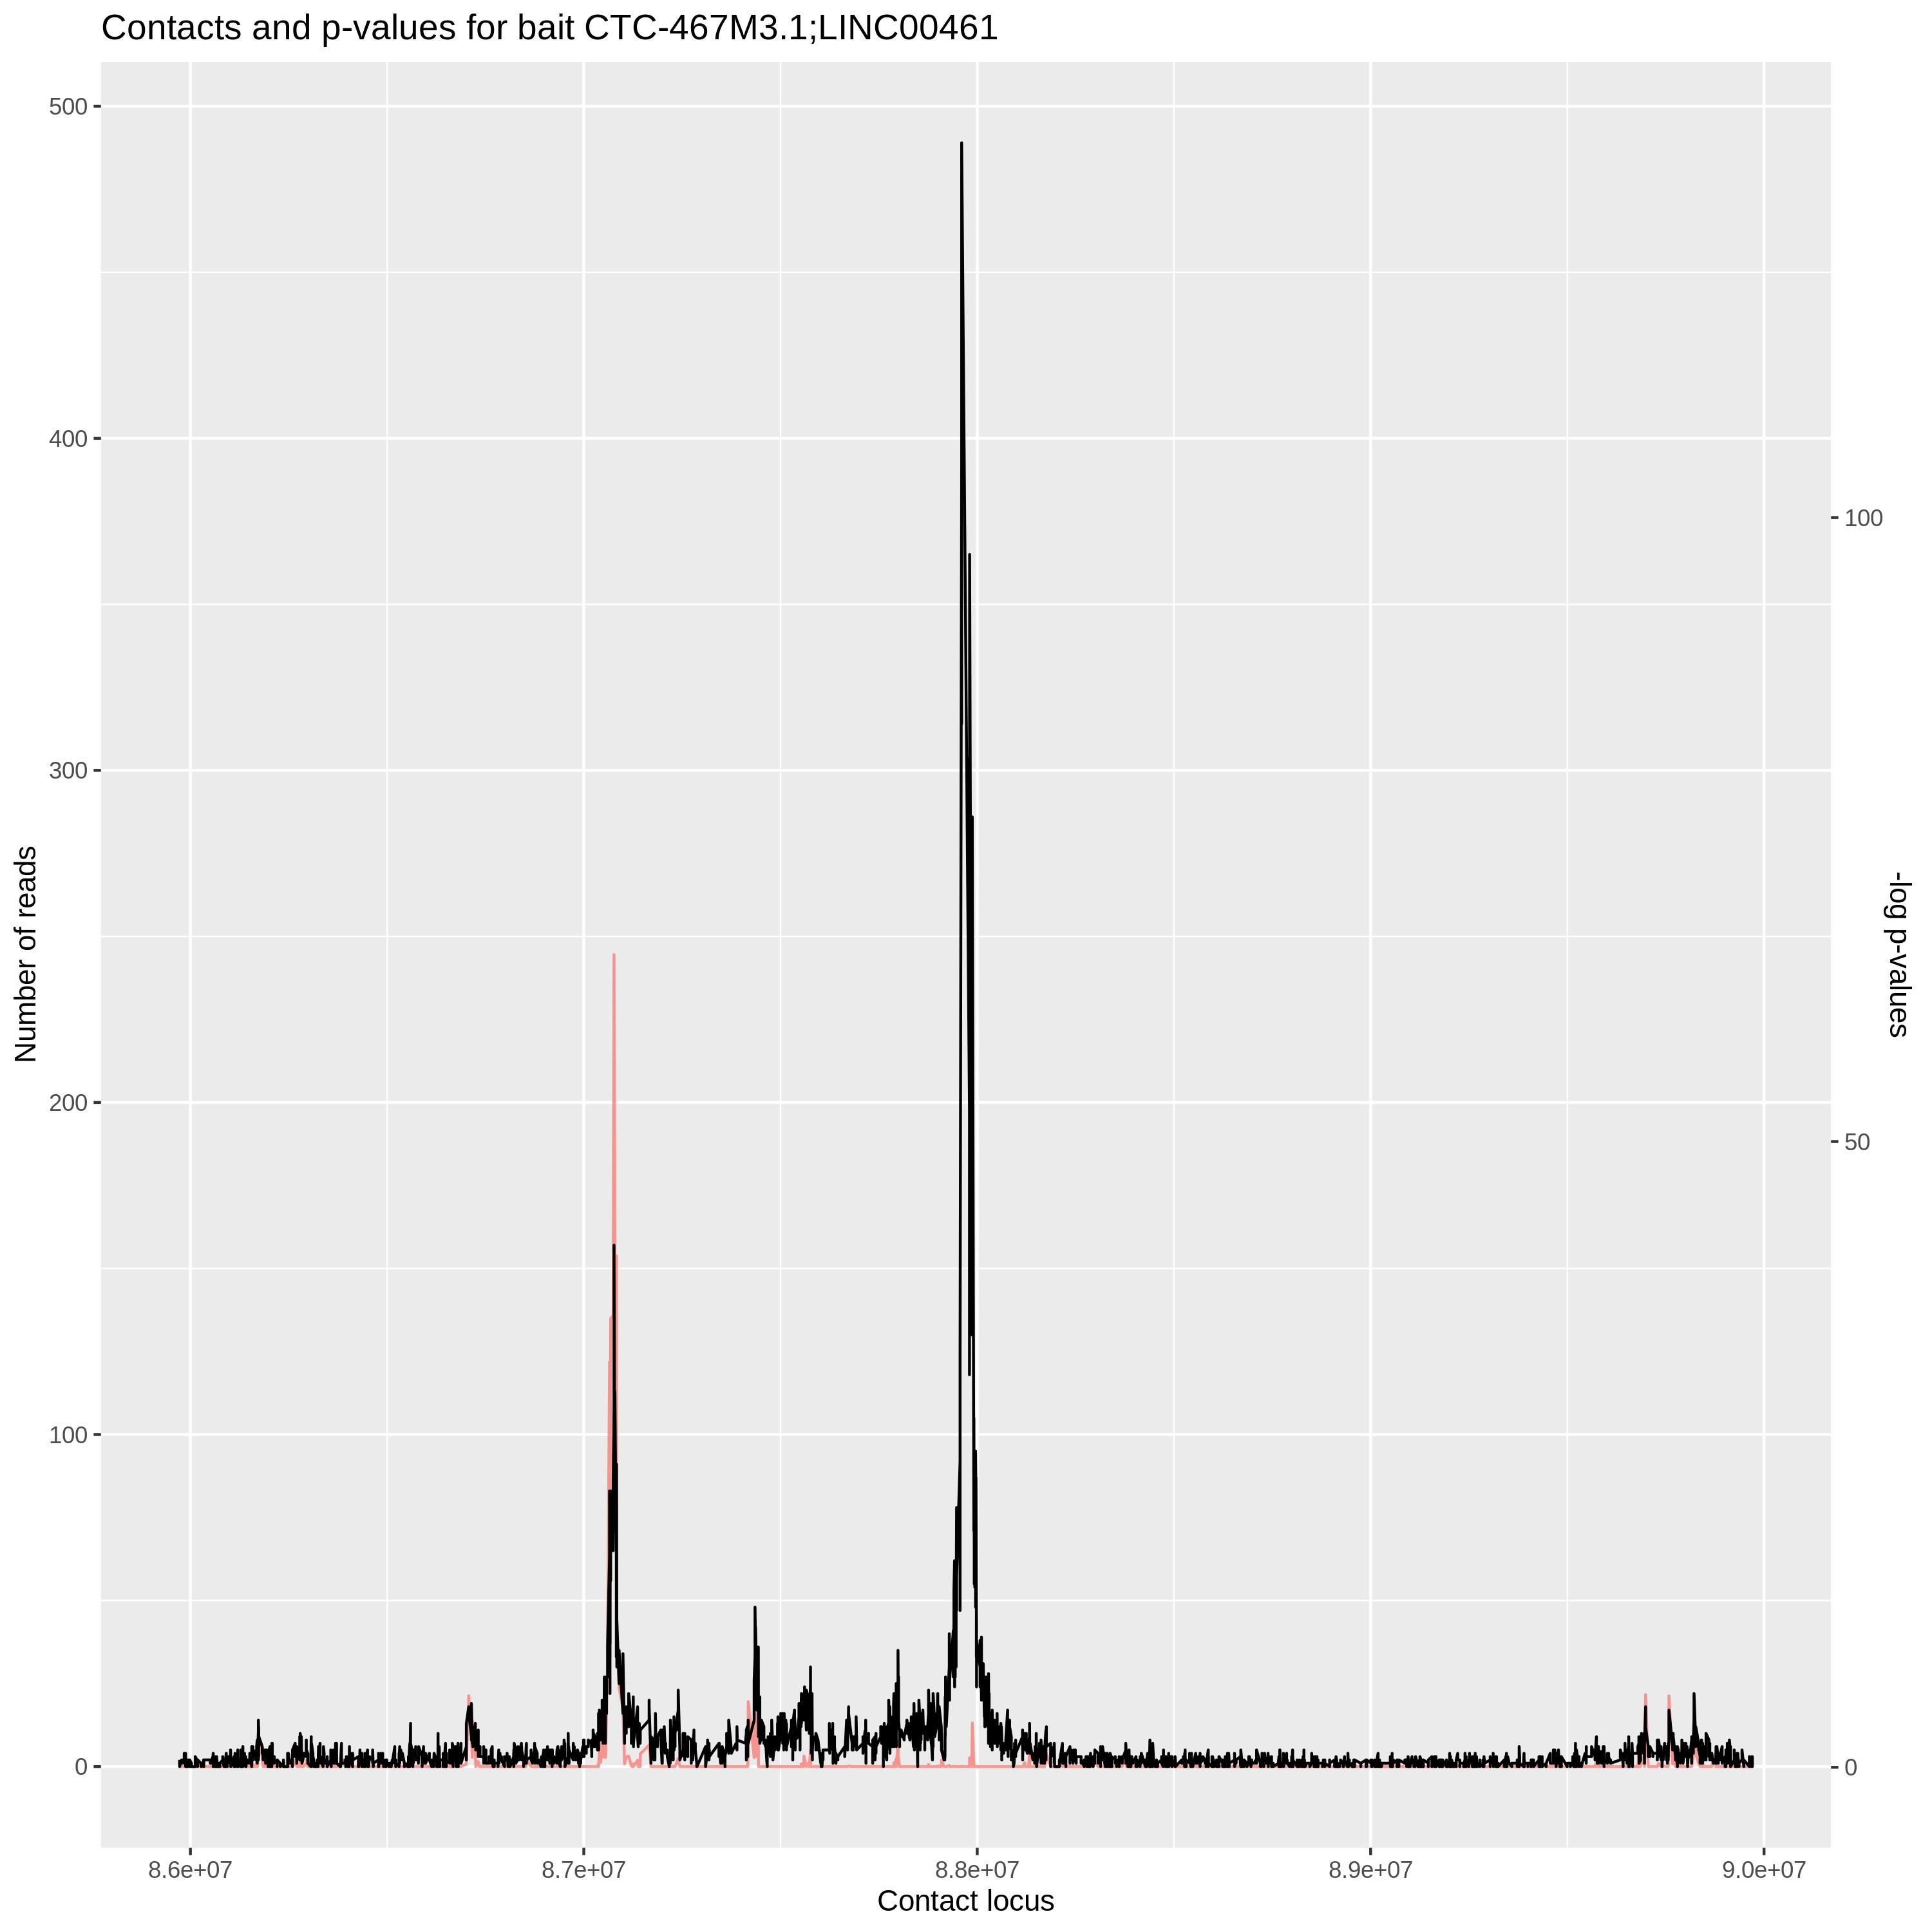 Contacts and p-values for bait CTC-467M3.1;LINC00461
500
400
300
200
100
0
Number of reads
100
50
0
-log p-values
8.6e+07 8.7e+07 8.8e+07 8.9e+07 9.0e+07
Contact locus